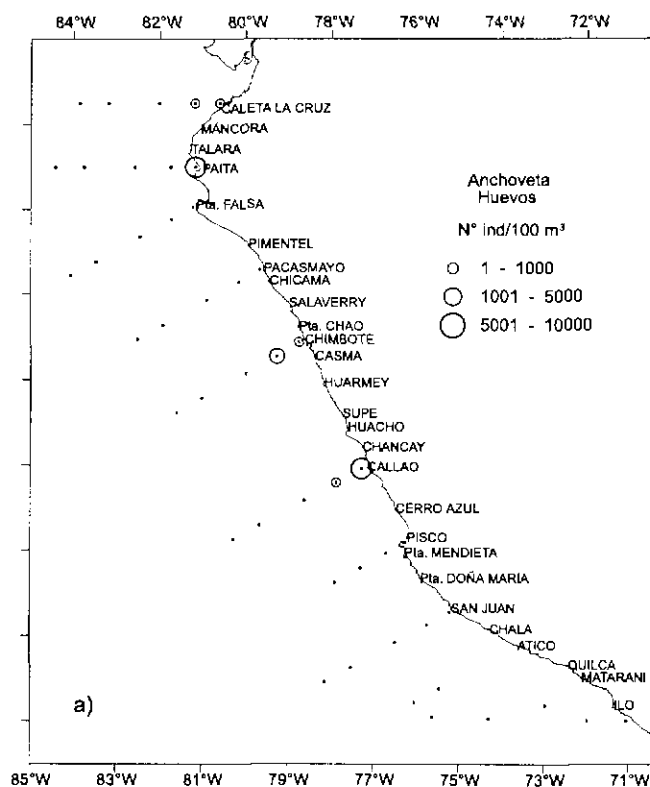 84°W 82°W 80°W 78°W 76°W 74°W 72°W
CALETA LA CRUZ
MANCORA
TALARA
PAITA
Pta. FALSA
Anchoveta
Huevos
N° ind/100 m³
1 - 1000
1001 - 5000
5001 - 10000
PIMENTEL
PACASMAYO
CHICAMA
SALAVERRY
Pta. CHAO
CHIMBOTE
CASMA
HUARMEY
SUPE
HUACHO
CHANCAY
CALLAO
CERRO AZUL
PISCO
Pta. MENDIETA
Pta. DOÑA MARIA
SAN JUAN
CHALA
ATICO
QUILCA
MATARANI
ILO
a)
85°W 83°W 81°W 79°W 77°W 75°W 73°W 71°W